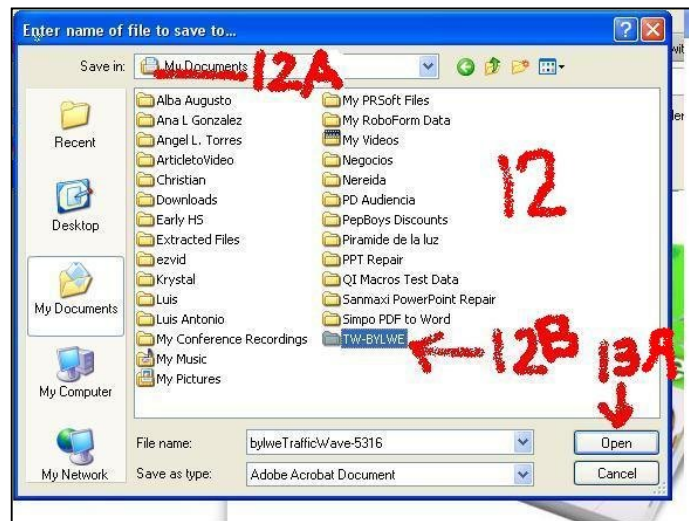 Enter name of file to save to...
Save in: My Documents
12A
Recent
Desktop
My Documents
My Computer
My Network
Alba Augusto
Ana L Gonzalez
Angel L. Torres
ArticletoVideo
Christian
Downloads
Early HS
Extracted Files
ezvid
Krystal
Luis
Luis Antonio
My Conference Recordings
My Music
My Pictures
My PRSoft Files
My RoboForm Data
My Videos
Negocios
Nereida
PD Audiencia
PepBoys Discounts
Piramide de la luz
PPT Repair
QI Macros Test Data
Sanmaxi PowerPoint Repair
Simpo PDF to Word
TW-BYLWE
12
12B
13A
File name: bylweTrafficWave-5316
Open
Save as type: Adobe Acrobat Document
Cancel